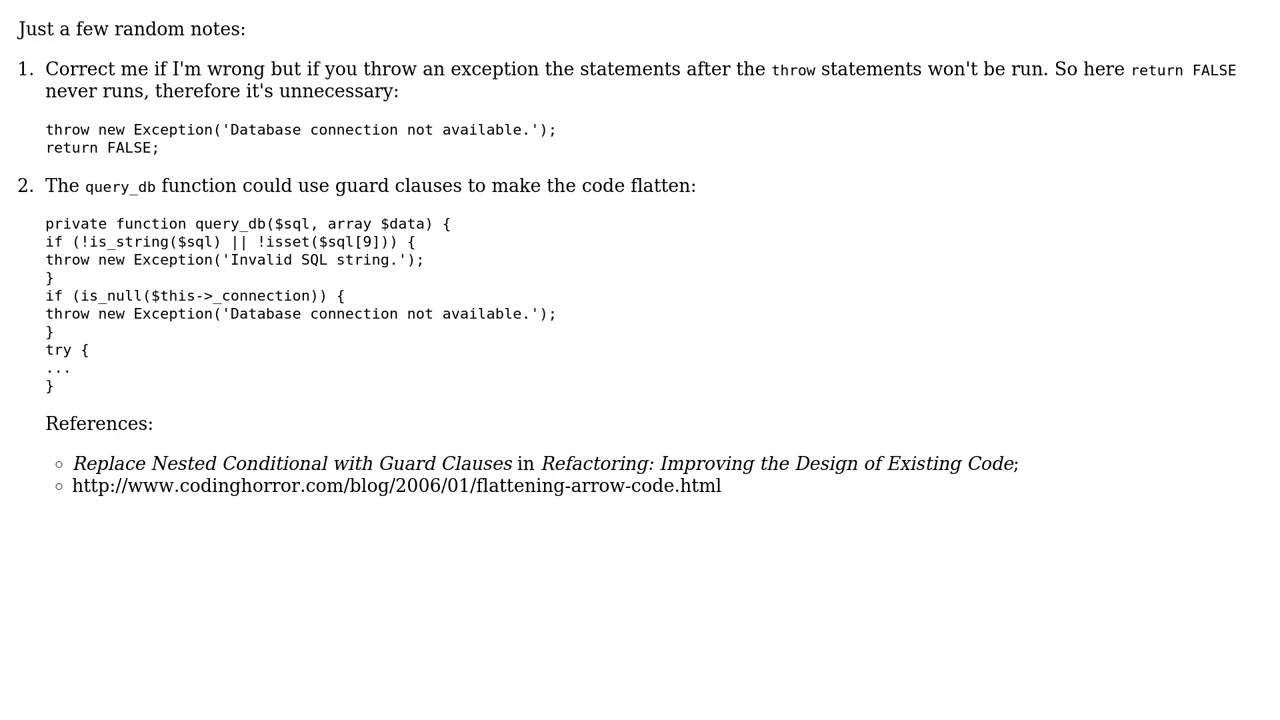 Just a few random notes:
1. Correct me if I'm wrong but if you throw an exception the statements after the throw statements won't be run. So here return FALSE
never runs, therefore it's unnecessary:
throw new Exception('Database connection not available.');
return FALSE;
2. The query_db function could use guard clauses to make the code flatten:
private function query_db($sql, array $data) {
if (!is_string($sql) || !isset($sql[9])) {
throw new Exception('Invalid SQL string.');
}
if (is_null($this->_connection)) {
throw new Exception('Database connection not available.');
}
try {
...
}
References:
◦ Replace Nested Conditional with Guard Clauses in Refactoring: Improving the Design of Existing Code;
◦ http://www.codinghorror.com/blog/2006/01/flattening-arrow-code.html